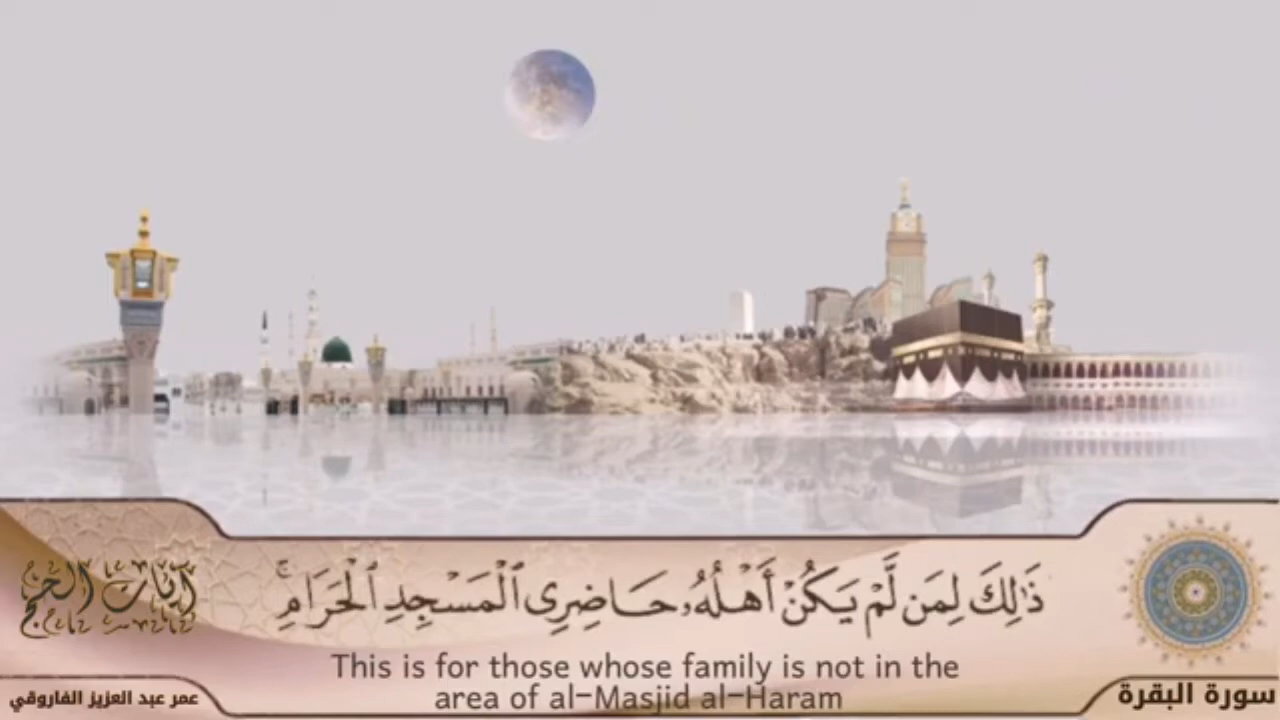 آيات الحج
ذَٰلِكَ لِمَن لَّمْ يَكُنْ أَهْلُهُۥ حَاضِرِى ٱلْمَسْجِدِ ٱلْحَرَامِ ۚ
This is for those whose family is not in the
area of al-Masjid al-Haram
عمر عبد العزيز الفاروقي
سورة البقرة